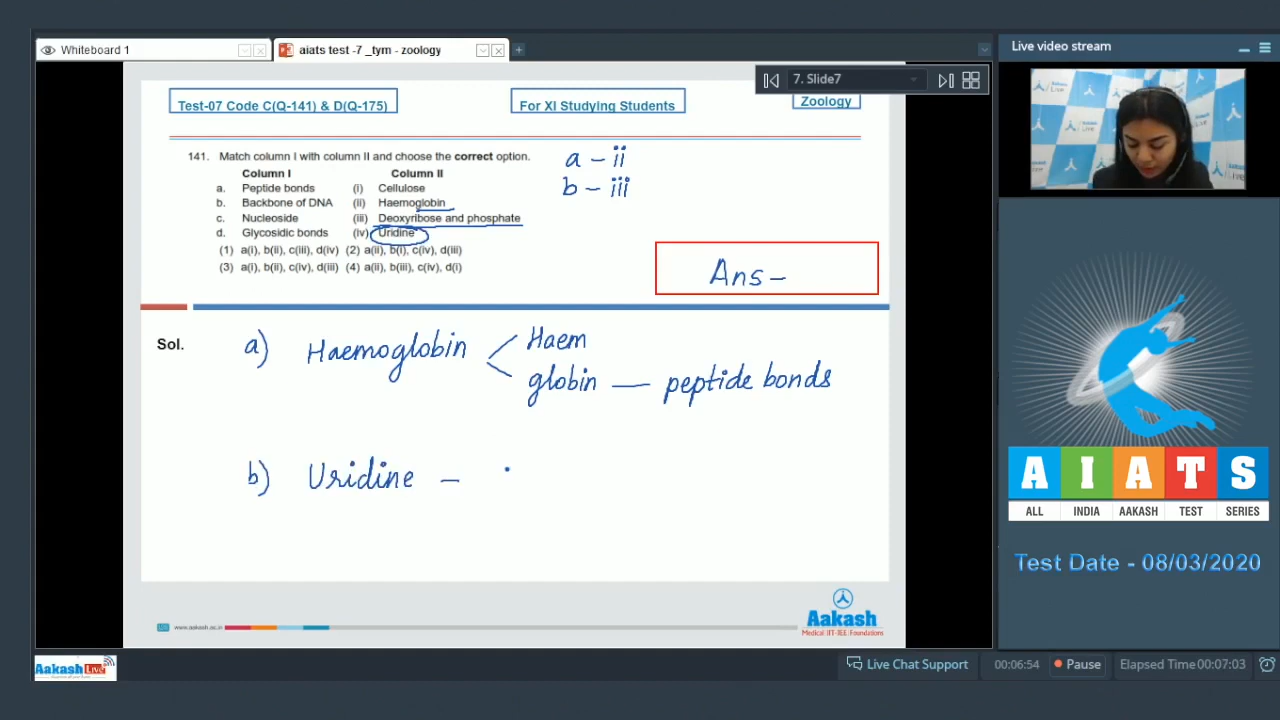 Whiteboard 1
aiats test -7 _tym - zoology
Live video stream
7. Slide7
Test-07 Code C(Q-141) & D(Q-175)
For XI Studying Students
Zoology
141. Match column I with column II and choose the correct option.
Column I Column II
a. Peptide bonds (i) Cellulose
b. Backbone of DNA (ii) Haemoglobin
c. Nucleoside (iii) Deoxyribose and phosphate
d. Glycosidic bonds (iv) Uridine
(1) a(i), b(ii), c(iii), d(iv) (2) a(ii), b(i), c(iv), d(iii)
(3) a(i), b(ii), c(iv), d(iii) (4) a(ii), b(iii), c(iv), d(i)
a – ii
b – iii
Ans –
Sol.
a) Haemoglobin Haem
globin — peptide bonds
b) Uridine –
AIATS
ALL INDIA AAKASH TEST SERIES
Test Date - 08/03/2020
www.aakash.ac.in
Aakash
Medical|IIT-JEE|Foundations
Aakash Live
Live Chat Support
00:06:54
Pause
Elapsed Time 00:07:03